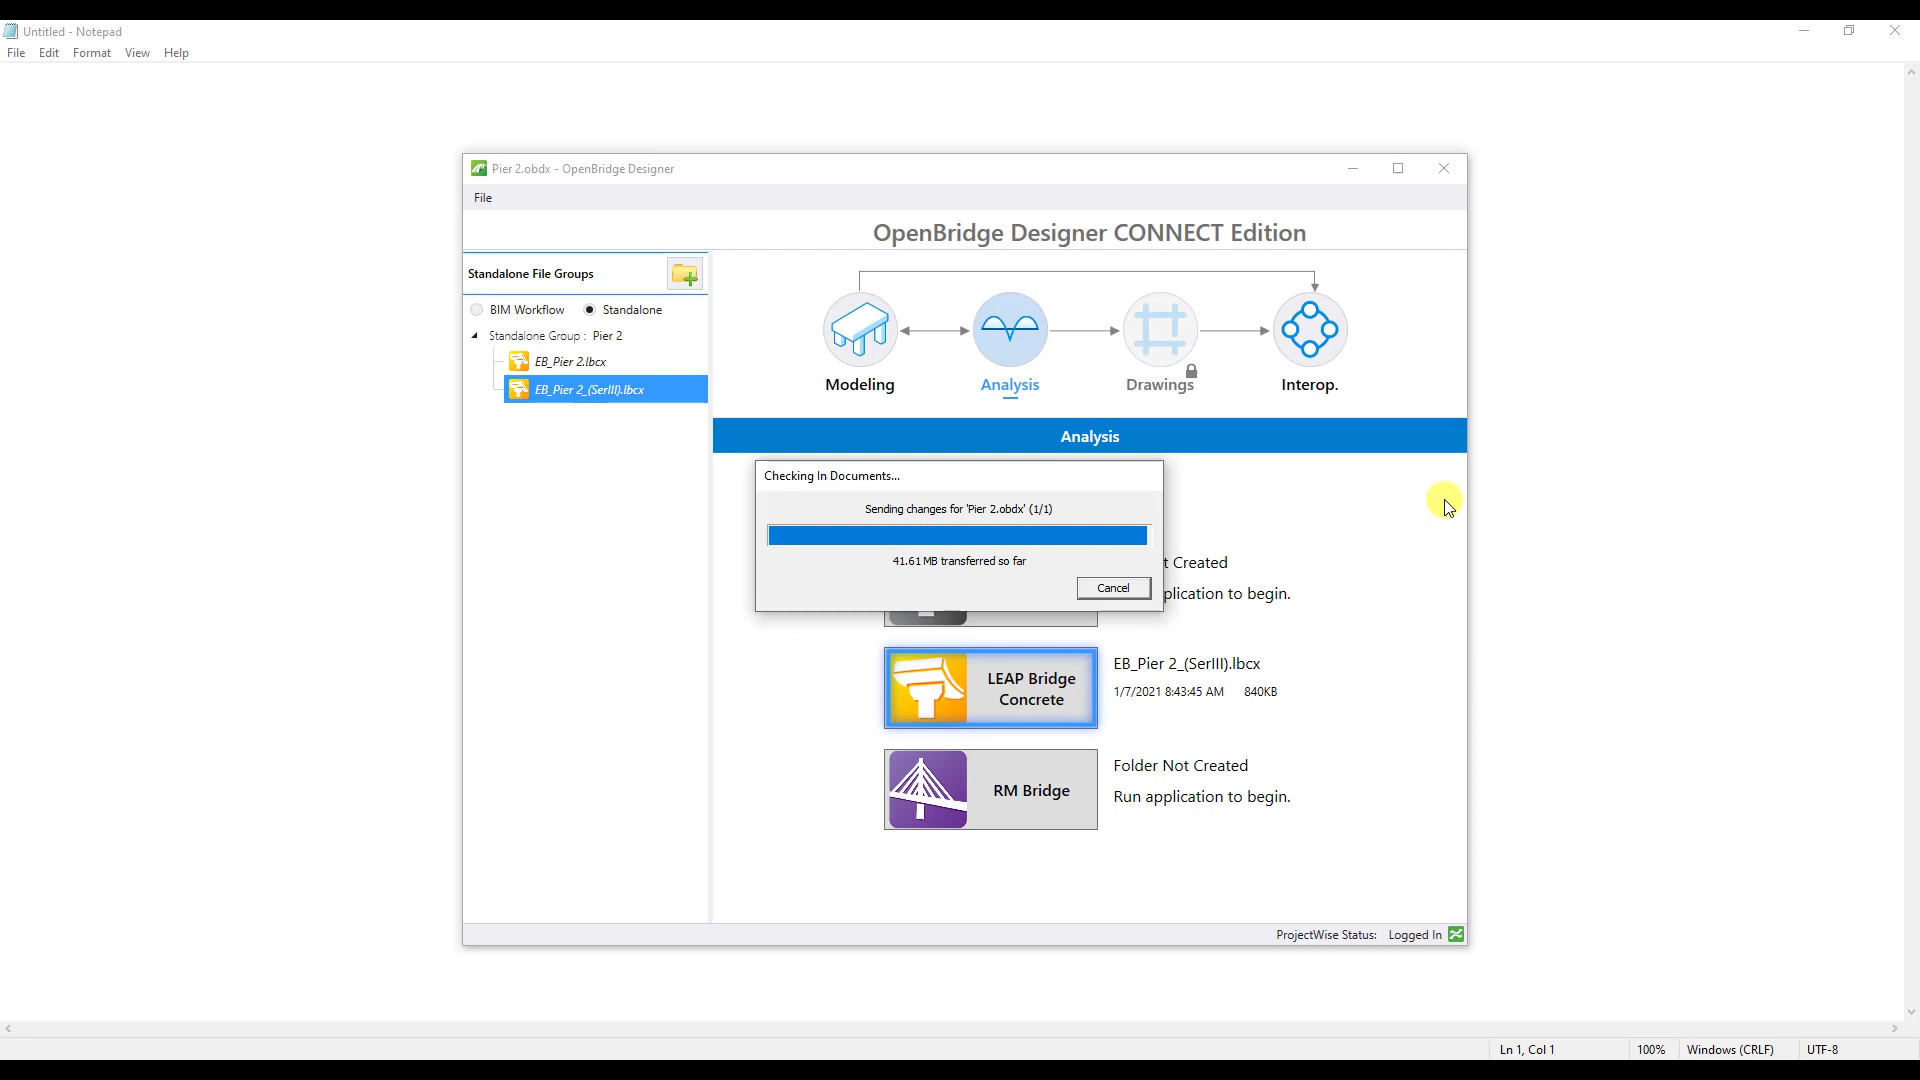 Untitled - Notepad
File Edit Format View Help
Pier 2.obdx - OpenBridge Designer
File
OpenBridge Designer CONNECT Edition
Standalone File Groups
BIM Workflow Standalone
Standalone Group : Pier 2
EB_Pier 2.lbcx
EB_Pier 2_(SerIII).lbcx
Modeling Analysis Drawings Interop.
Analysis
Checking In Documents...
Sending changes for 'Pier 2.obdx' (1/1)
41.61 MB transferred so far
Cancel
t Created
plication to begin.
LEAP Bridge
Concrete
EB_Pier 2_(SerIII).lbcx
1/7/2021 8:43:45 AM 840KB
RM Bridge
Folder Not Created
Run application to begin.
ProjectWise Status: Logged In
Ln 1, Col 1 100% Windows (CRLF) UTF-8